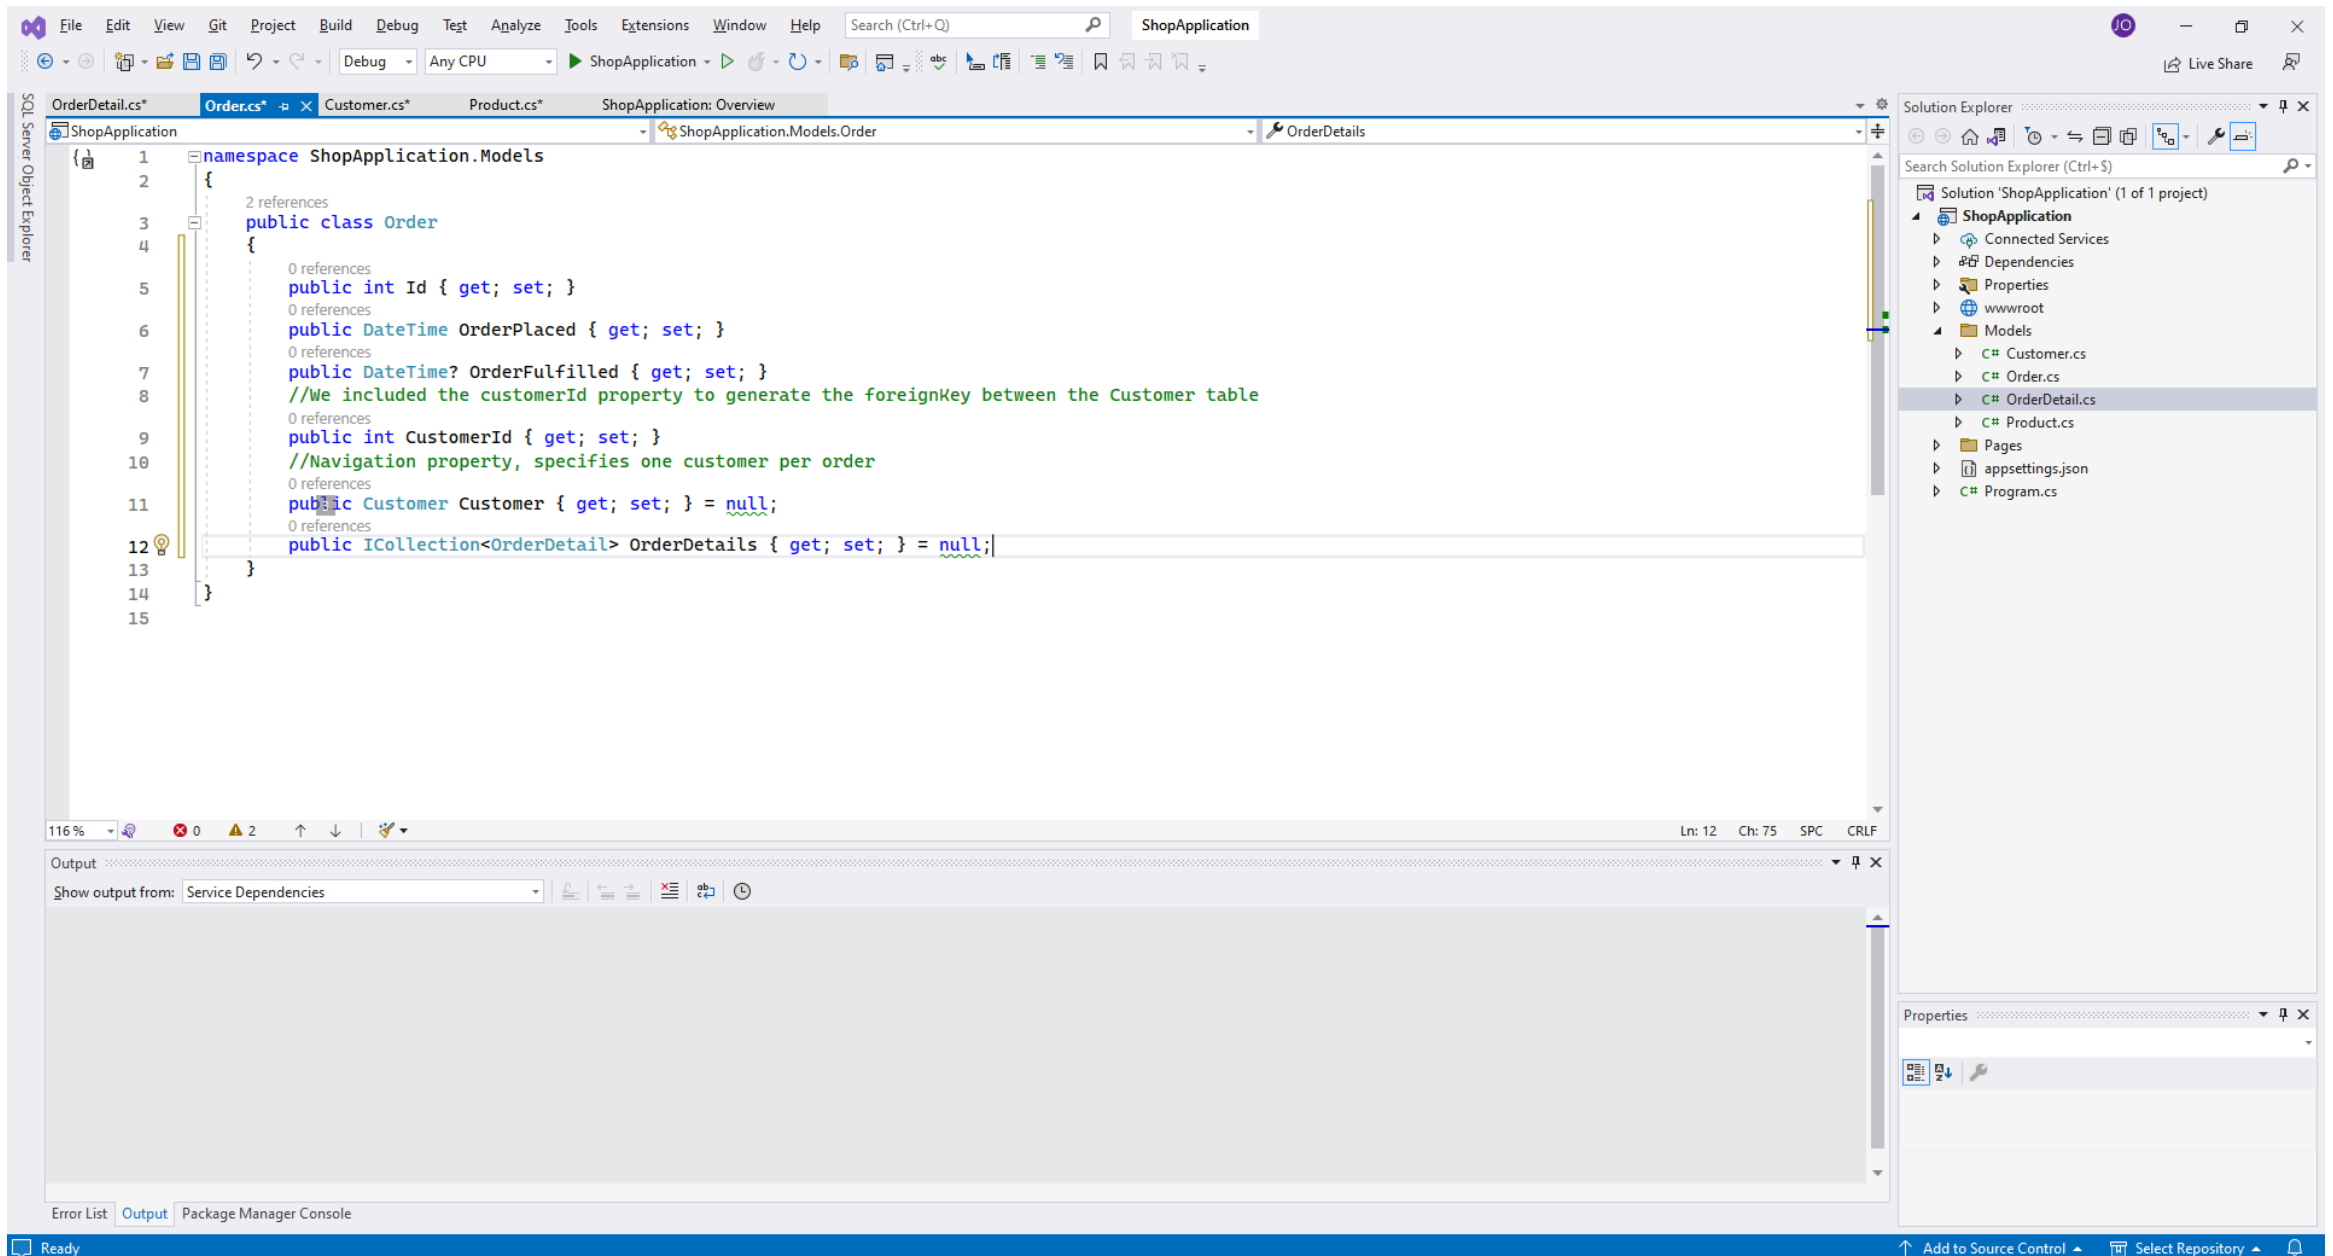 File Edit View Git Project Build Debug Test Analyze Tools Extensions Window Help Search (Ctrl+Q) ShopApplication JO
Debug Any CPU ShopApplication Live Share
SQL Server Object Explorer
OrderDetail.cs* Order.cs* Customer.cs* Product.cs* ShopApplication: Overview
ShopApplication ShopApplication.Models.Order OrderDetails
1 namespace ShopApplication.Models
2 {
2 references
3 public class Order
4 {
0 references
5 public int Id { get; set; }
0 references
6 public DateTime OrderPlaced { get; set; }
0 references
7 public DateTime? OrderFulfilled { get; set; }
8 //We included the customerId property to generate the foreignKey between the Customer table
0 references
9 public int CustomerId { get; set; }
10 //Navigation property, specifies one customer per order
0 references
11 public Customer Customer { get; set; } = null;
0 references
12 public ICollection<OrderDetail> OrderDetails { get; set; } = null;
13 }
14 }
15
116 % 0 2 Ln: 12 Ch: 75 SPC CRLF
Output
Show output from: Service Dependencies
Error List Output Package Manager Console
Solution Explorer
Search Solution Explorer (Ctrl+$)
Solution 'ShopApplication' (1 of 1 project)
ShopApplication
Connected Services
Dependencies
Properties
wwwroot
Models
C# Customer.cs
C# Order.cs
C# OrderDetail.cs
C# Product.cs
Pages
appsettings.json
C# Program.cs
Properties
Ready Add to Source Control Select Repository